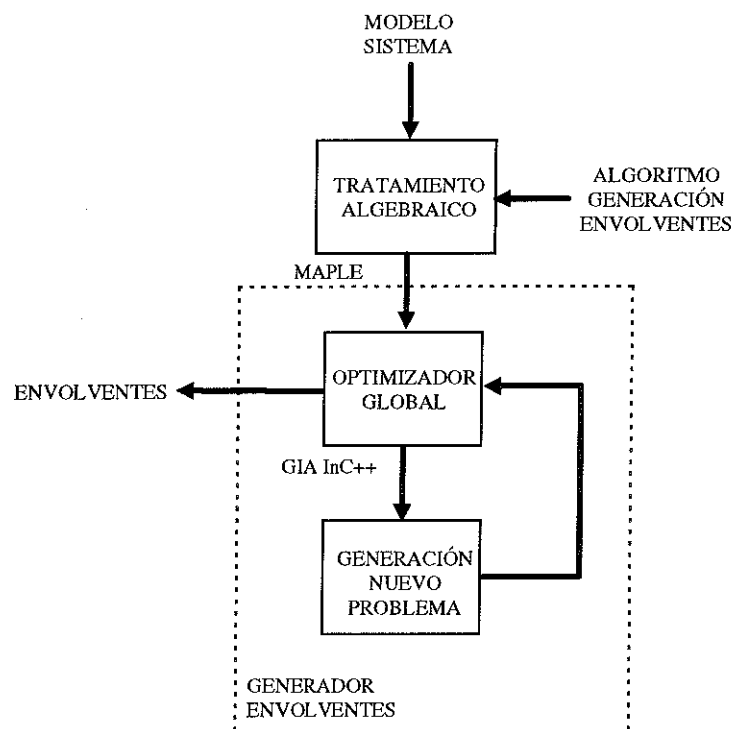 MODELO
SISTEMA
TRATAMIENTO
ALGEBRAICO
ALGORITMO
GENERACIÓN
ENVOLVENTES
MAPLE
OPTIMIZADOR
GLOBAL
ENVOLVENTES
GIA InC++
GENERACIÓN
NUEVO
PROBLEMA
GENERADOR
ENVOLVENTES